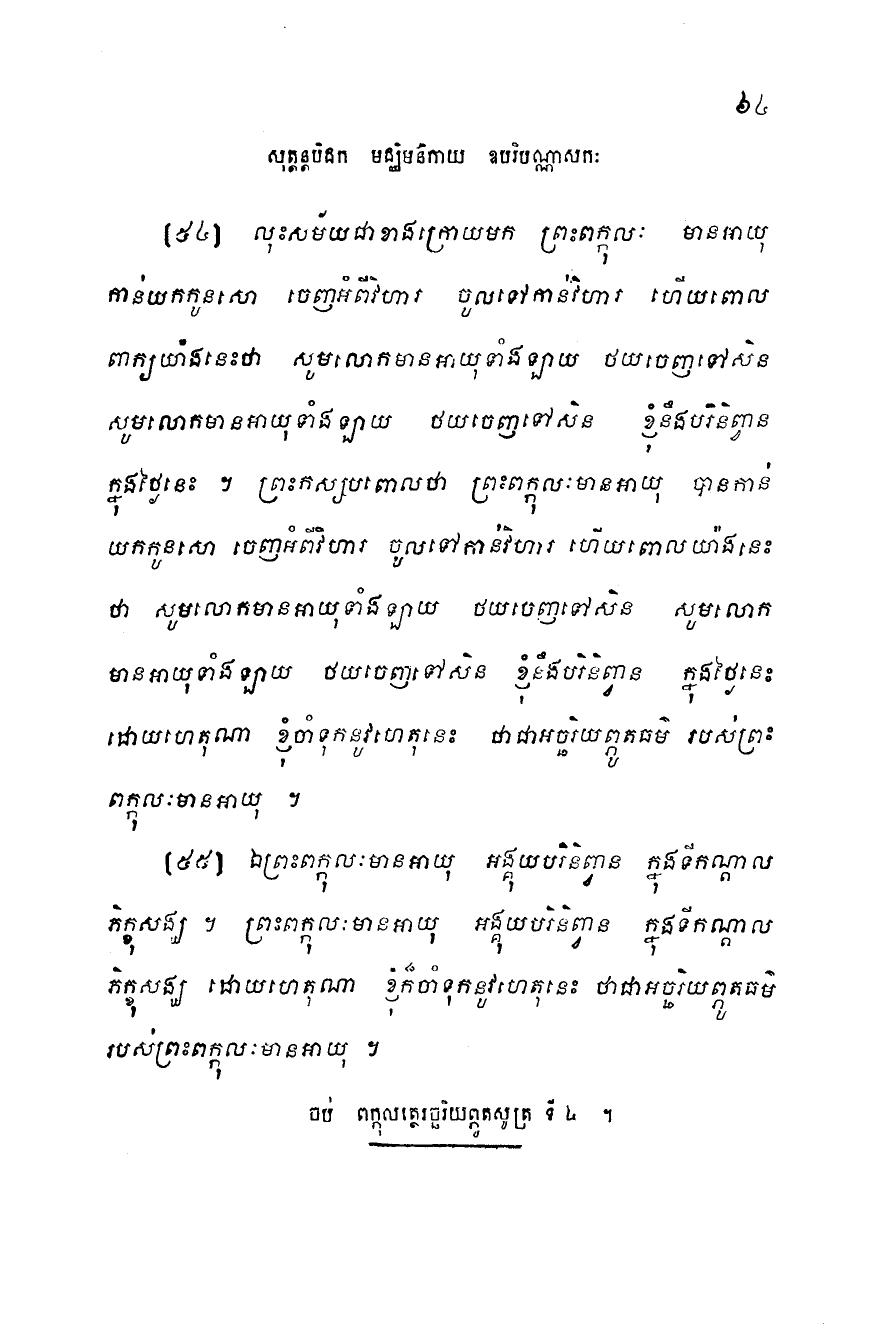 ៦៤
សុត្តន្តបិដក មជ្ឈិមនិកាយ ឧបរិបណ្ណាសកៈ
[៥៤] លុះសម័យជាខាងក្រោយមក ព្រះពក្កុលៈ មានអាយុ
កាន់យកកូនសោ ចេញអំពីវិហារ ចូលទៅកាន់វិហារ ហើយពោល
ពាក្យយ៉ាងនេះថា សូមលោកមានអាយុទាំងឡាយ ថយចេញទៅសិន
សូមលោកមានអាយុទាំងឡាយ ថយចេញទៅសិន ខ្ញុំនឹងបរិនិព្វាន
ក្នុងថ្ងៃនេះ ។ ព្រះកស្សបពោលថា ព្រះពក្កុលៈមានអាយុ បានកាន់
យកកូនសោ ចេញអំពីវិហារ ចូលទៅកាន់វិហារ ហើយពោលយ៉ាងនេះ
ថា សូមលោកមានអាយុទាំងឡាយ ថយចេញទៅសិន សូមលោក
មានអាយុទាំងឡាយ ថយចេញទៅសិន ខ្ញុំនឹងបរិនិព្វាន ក្នុងថ្ងៃនេះ
ដោយហេតុណា ខ្ញុំចាំទុកនូវហេតុនេះ ថាជាអច្ឆរិយព្ភូតធម៌ របស់ព្រះ
ពក្កុលៈមានអាយុ ។
[៥៥] ឯព្រះពក្កុលៈមានអាយុ អង្គុយបរិនិព្វាន ក្នុងទីកណ្តាល
ភិក្ខុសង្ឃ ។ ព្រះពក្កុលៈមានអាយុ អង្គុយបរិនិព្វាន ក្នុងទីកណ្តាល
ភិក្ខុសង្ឃ ដោយហេតុណា ខ្ញុំក៏ចាំទុកនូវហេតុនេះ ថាជាអច្ឆរិយព្ភូតធម៌
របស់ព្រះពក្កុលៈមានអាយុ ។
ចប់ ពក្កុលត្ថេរច្ឆរិយព្ភូតសូត្រ ទី ៤ ។